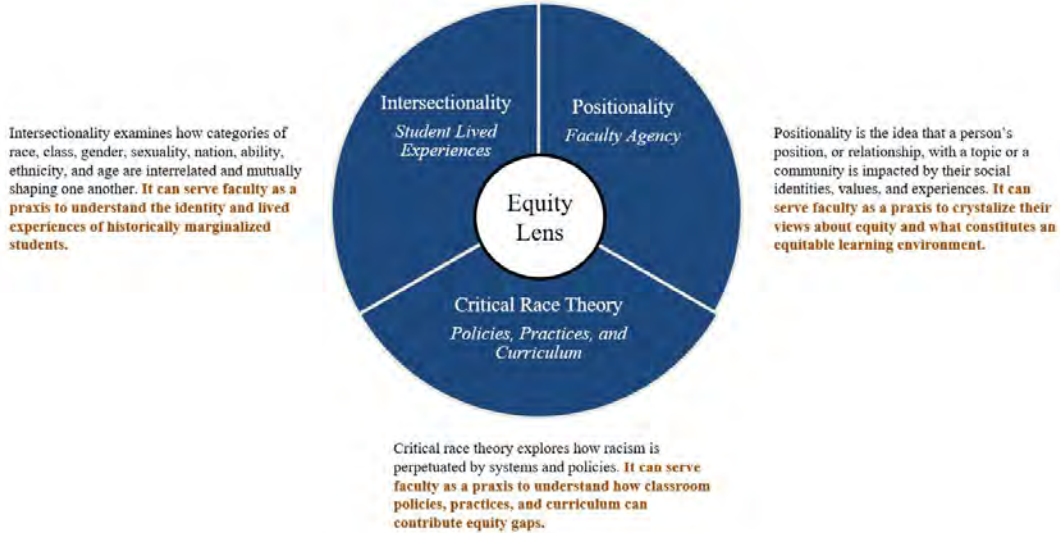 Intersectionality
Student Lived
Experiences
Positionality
Faculty Agency
Equity
Lens
Critical Race Theory
Policies, Practices, and
Curriculum
Intersectionality examines how categories of
race, class, gender, sexuality, nation, ability,
ethnicity, and age are interrelated and mutually
shaping one another. It can serve faculty as a
praxis to understand the identity and lived
experiences of historically marginalized
students.
Positionality is the idea that a person's
position, or relationship, with a topic or a
community is impacted by their social
identities, values, and experiences. It can
serve faculty as a praxis to crystalize their
views about equity and what constitutes an
equitable learning environment.
Critical race theory explores how racism is
perpetuated by systems and policies. It can serve
faculty as a praxis to understand how classroom
policies, practices, and curriculum can
contribute equity gaps.